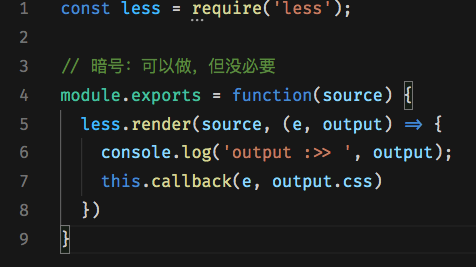 1 const less = require('less');
2
3 // 暗号：可以做，但没必要
4 module.exports = function(source) {
5 less.render(source, (e, output) => {
6 console.log('output :>> ', output);
7 this.callback(e, output.css)
8 })
9 }